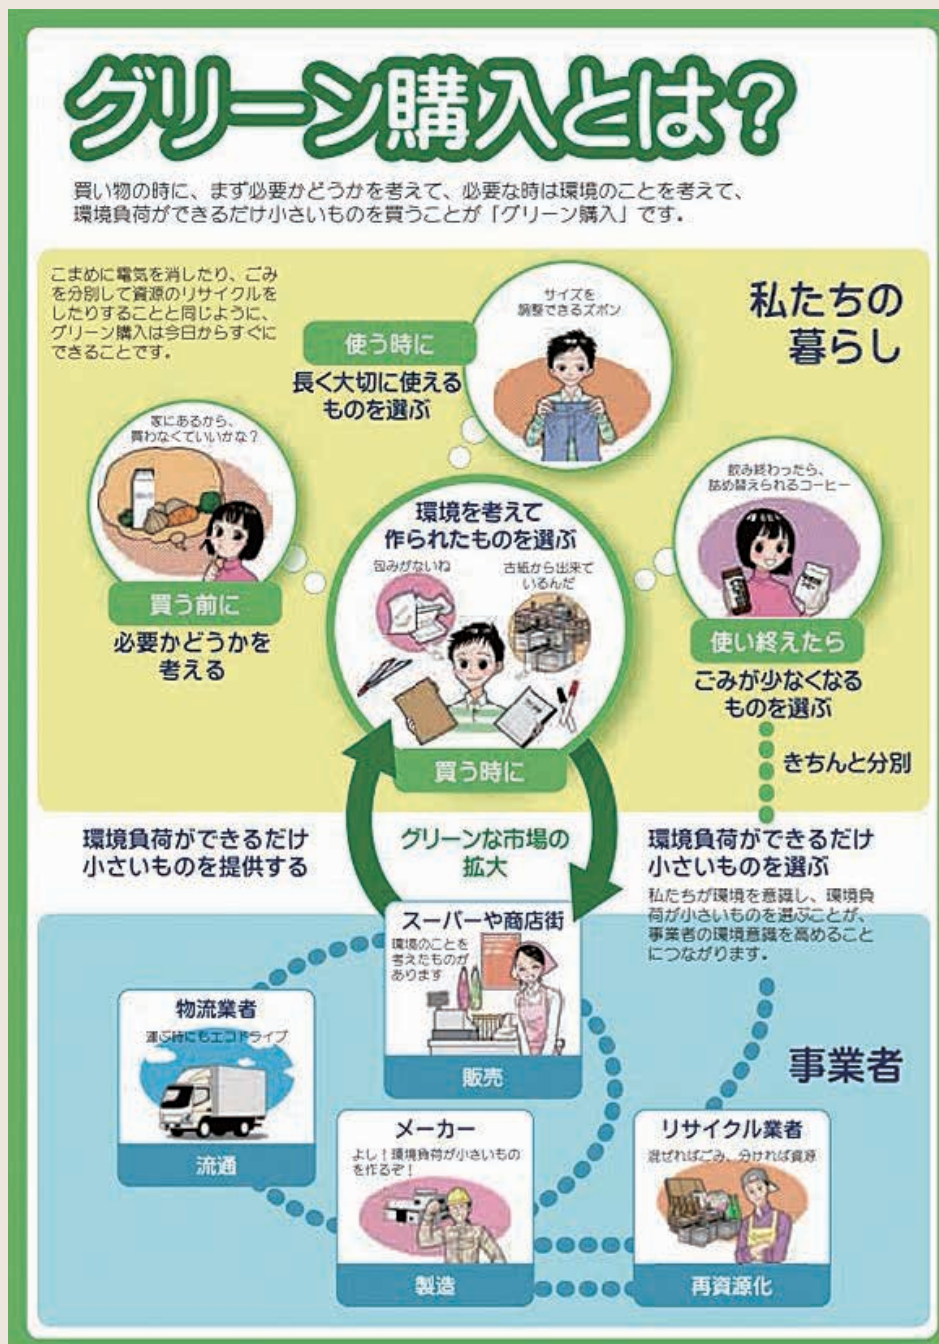 グリーン購入とは？
買い物の時に、まず必要かどうかを考えて、必要な時は環境のことを考えて、
環境負荷ができるだけ小さいものを買うことが「グリーン購入」です。
こまめに電気を消したり、ごみ
を分別して資源のリサイクルを
したりすることと同じように、
グリーン購入は今日からすぐに
できることです。
私たちの
暮らし
サイズを
調整できるズボン
使う時に
長く大切に使える
ものを選ぶ
家にあるから、
買わなくていいかな？
買う前に
必要かどうかを
考える
環境を考えて
作られたものを選ぶ
包みがないね
古紙から出来て
いるんだ
買う時に
飲み終わったら、
詰め替えられるコーヒー
使い終えたら
ごみが少なくなる
ものを選ぶ
きちんと分別
環境負荷ができるだけ
小さいものを提供する
グリーンな市場の
拡大
環境負荷ができるだけ
小さいものを選ぶ
私たちが環境を意識し、環境負
荷が小さいものを選ぶことが、
事業者の環境意識を高めること
につながります。
スーパーや商店街
環境のことを
考えたものが
あります
販売
物流業者
運ぶ時にもエコドライブ
流通
事業者
メーカー
よし！環境負荷が小さいもの
を作るぞ！
製造
リサイクル業者
混ぜればごみ、分ければ資源
再資源化